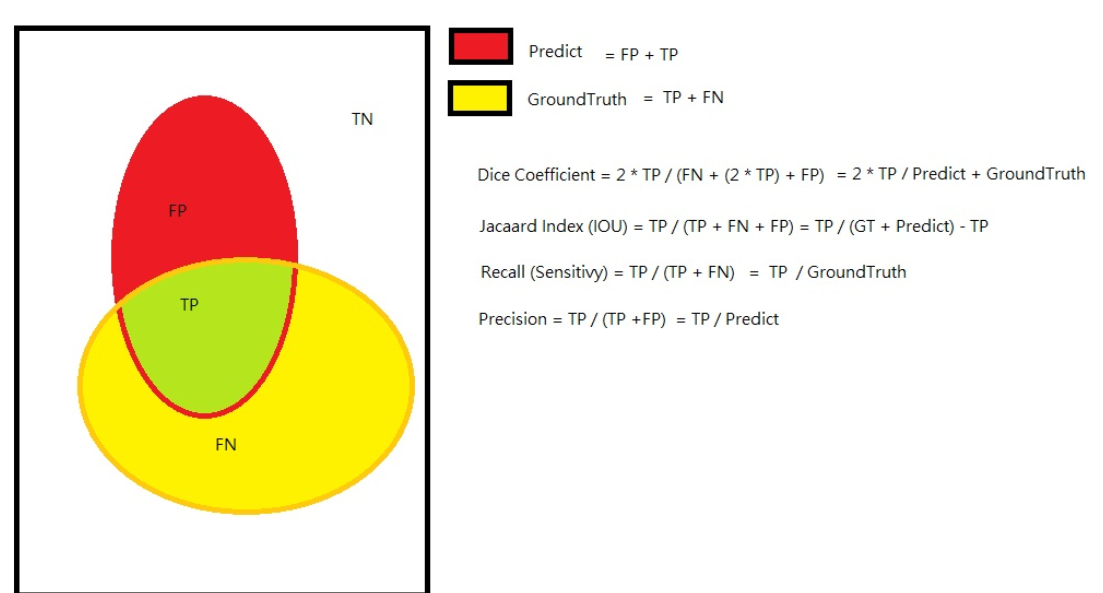 TN
FP
TP
FN
Predict = FP + TP
GroundTruth = TP + FN
Dice Coefficient = 2 * TP / (FN + (2 * TP) + FP) = 2 * TP / Predict + GroundTruth
Jacaard Index (IOU) = TP / (TP + FN + FP) = TP / (GT + Predict) - TP
Recall (Sensitivy) = TP / (TP + FN) = TP / GroundTruth
Precision = TP / (TP +FP) = TP / Predict